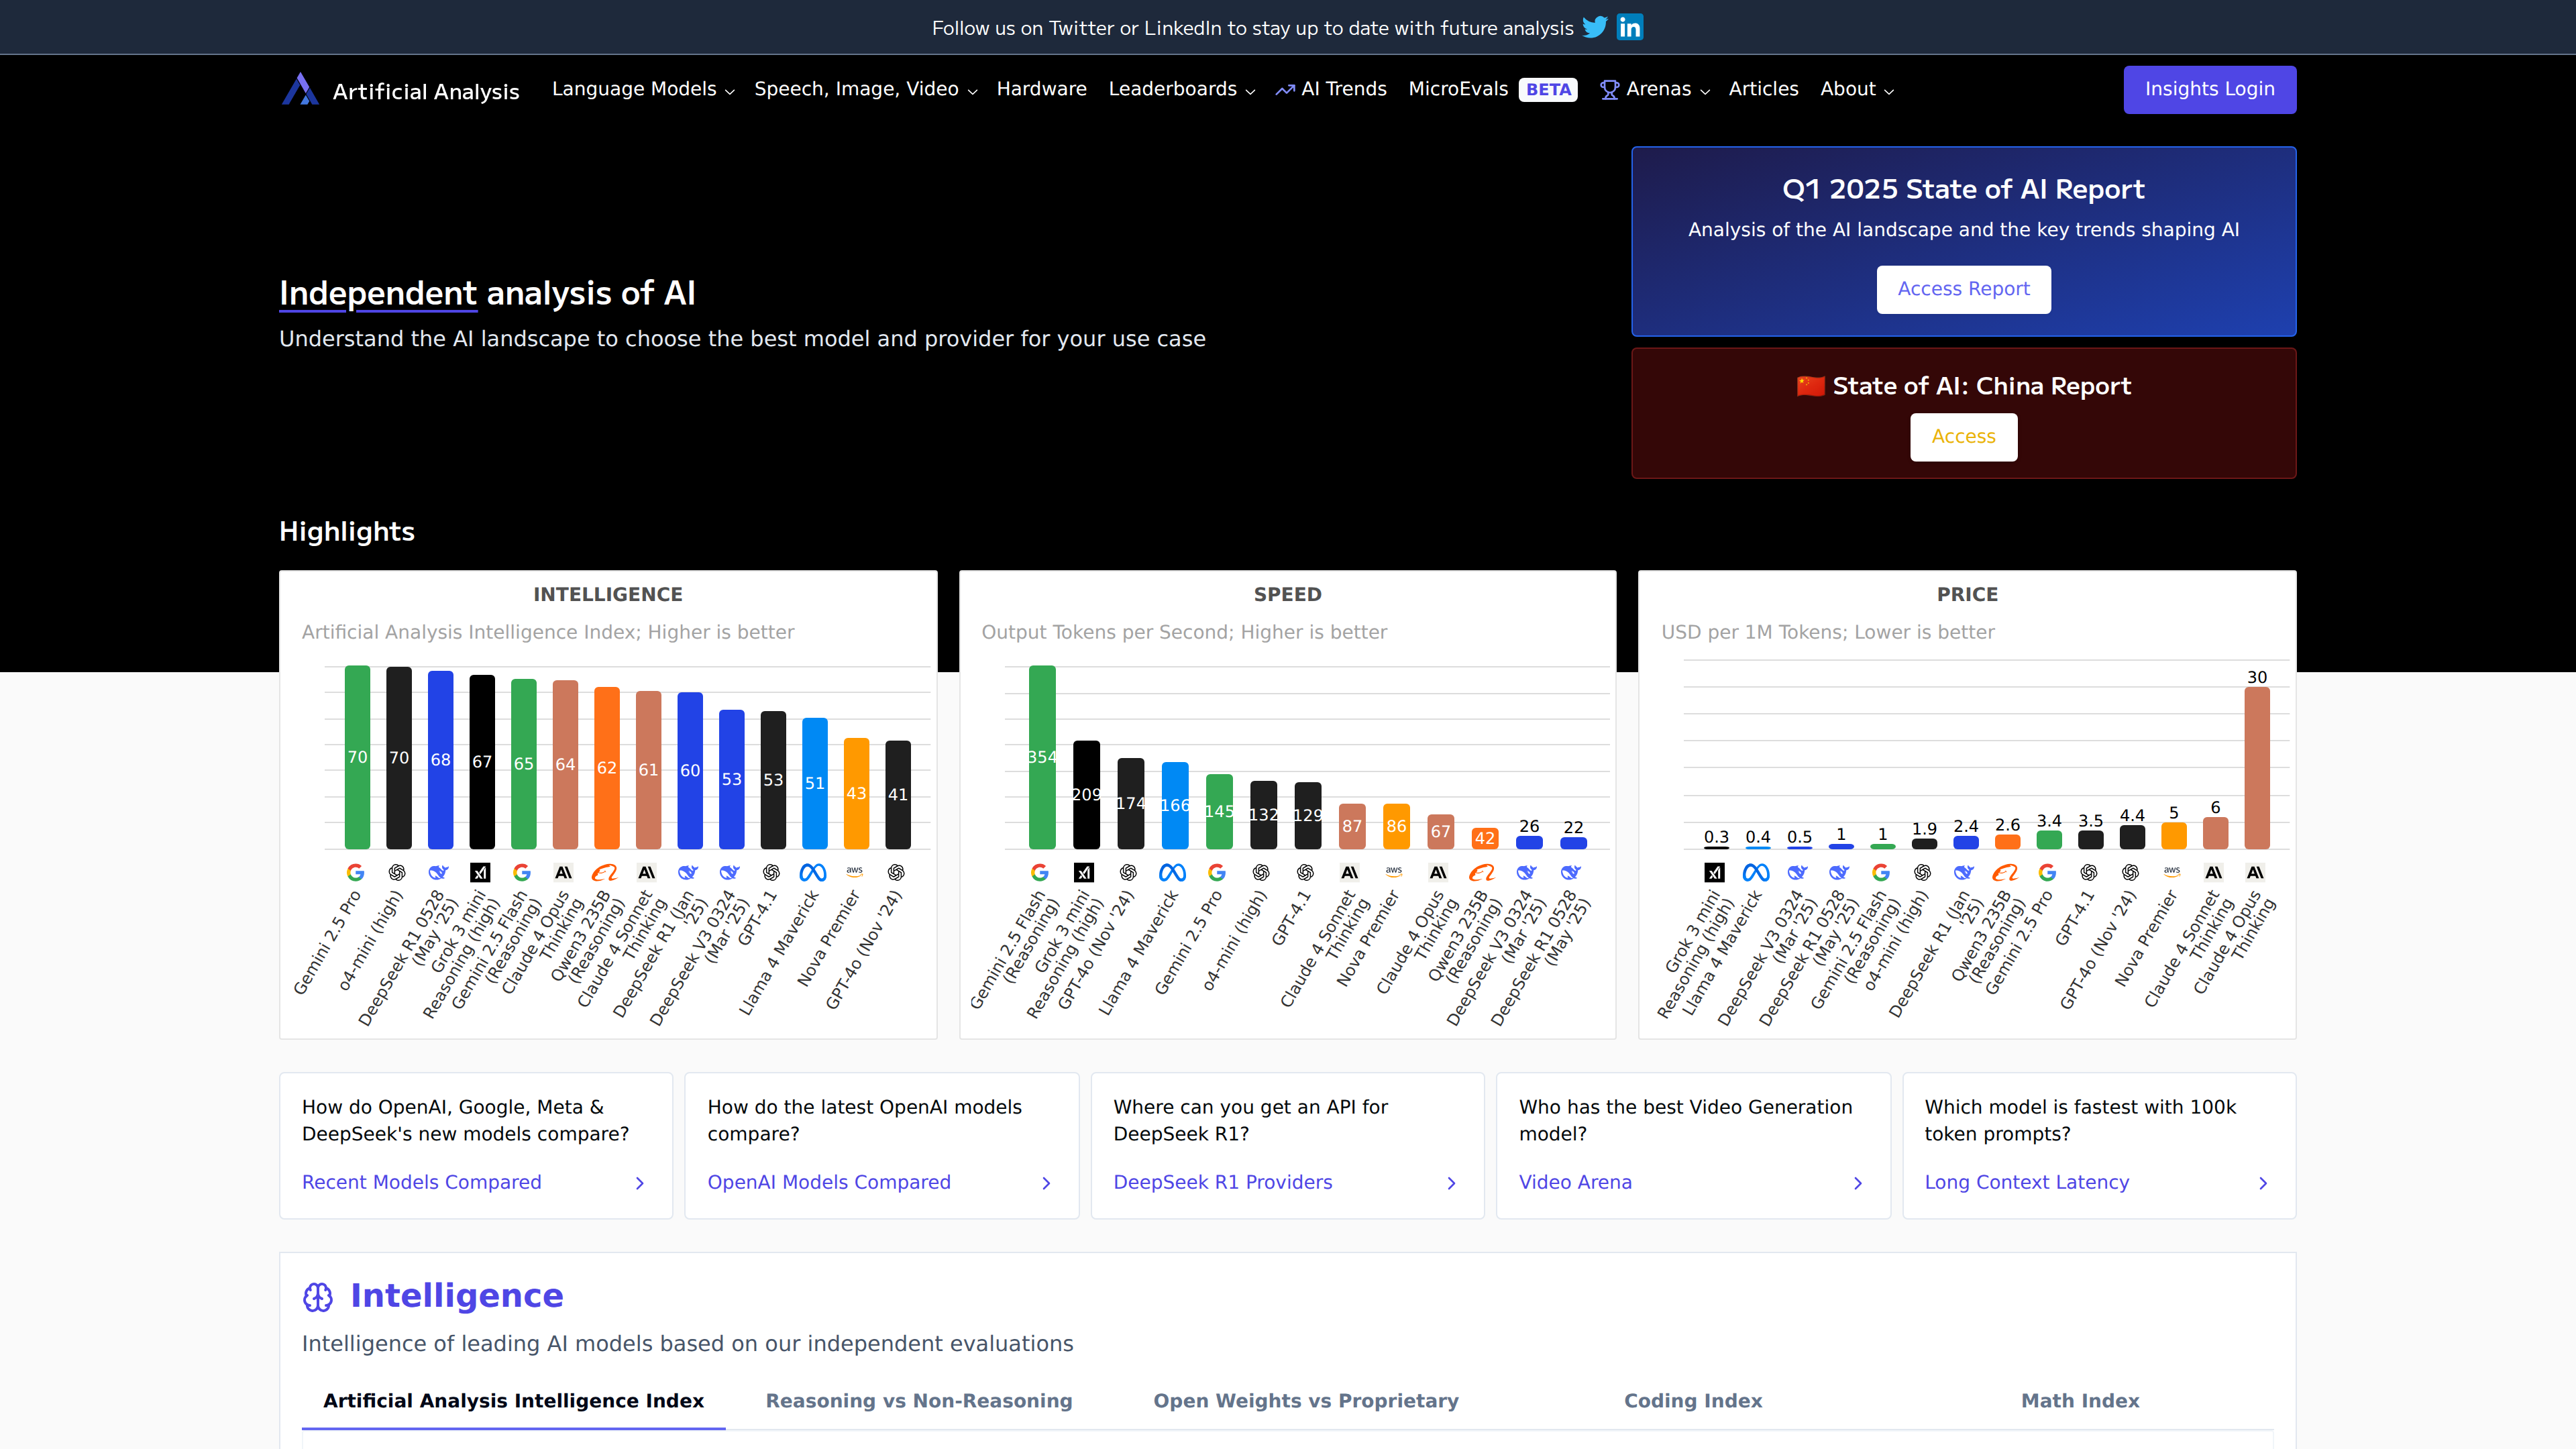 Follow us on Twitter or LinkedIn to stay up to date with future analysis
Artificial Analysis
Language Models
Speech, Image, Video
Hardware
Leaderboards
AI Trends
MicroEvals BETA
Arenas
Articles
About
Insights Login
Independent analysis of AI
Understand the AI landscape to choose the best model and provider for your use case
Q1 2025 State of AI Report
Analysis of the AI landscape and the key trends shaping AI
Access Report
🇨🇳 State of AI: China Report
Access
Highlights
INTELLIGENCE
Artificial Analysis Intelligence Index; Higher is better
70 70 68 67 65 64 62 61 60 53 53 51 43 41
aws
Gemini 2.5 Pro
o4-mini (high)
DeepSeek R1 0528
(May '25)
Grok 3 mini
Reasoning (high)
Gemini 2.5 Flash
(Reasoning)
Claude 4 Opus
Thinking
Qwen3 235B
(Reasoning)
Claude 4 Sonnet
Thinking
DeepSeek R1 (Jan
'25)
DeepSeek V3 0324
(Mar '25)
GPT-4.1
Llama 4 Maverick
Nova Premier
GPT-4o (Nov '24)
SPEED
Output Tokens per Second; Higher is better
354 209 174 166 145 132 129 87 86 67 42 26 22
aws
Gemini 2.5 Flash
(Reasoning)
Grok 3 mini
Reasoning (high)
GPT-4o (Nov '24)
Llama 4 Maverick
Gemini 2.5 Pro
o4-mini (high)
GPT-4.1
Claude 4 Sonnet
Thinking
Nova Premier
Claude 4 Opus
Thinking
Qwen3 235B
(Reasoning)
DeepSeek V3 0324
(Mar '25)
DeepSeek R1 0528
(May '25)
PRICE
USD per 1M Tokens; Lower is better
0.3 0.4 0.5 1 1 1.9 2.4 2.6 3.4 3.5 4.4 5 6 30
aws
Grok 3 mini
Reasoning (high)
Llama 4 Maverick
DeepSeek V3 0324
(Mar '25)
DeepSeek R1 0528
(May '25)
Gemini 2.5 Flash
(Reasoning)
o4-mini (high)
DeepSeek R1 (Jan
'25)
Qwen3 235B
(Reasoning)
Gemini 2.5 Pro
GPT-4.1
GPT-4o (Nov '24)
Nova Premier
Claude 4 Sonnet
Thinking
Claude 4 Opus
Thinking
How do OpenAI, Google, Meta &
DeepSeek's new models compare?
Recent Models Compared
How do the latest OpenAI models
compare?
OpenAI Models Compared
Where can you get an API for
DeepSeek R1?
DeepSeek R1 Providers
Who has the best Video Generation
model?
Video Arena
Which model is fastest with 100k
token prompts?
Long Context Latency
Intelligence
Intelligence of leading AI models based on our independent evaluations
Artificial Analysis Intelligence Index
Reasoning vs Non-Reasoning
Open Weights vs Proprietary
Coding Index
Math Index